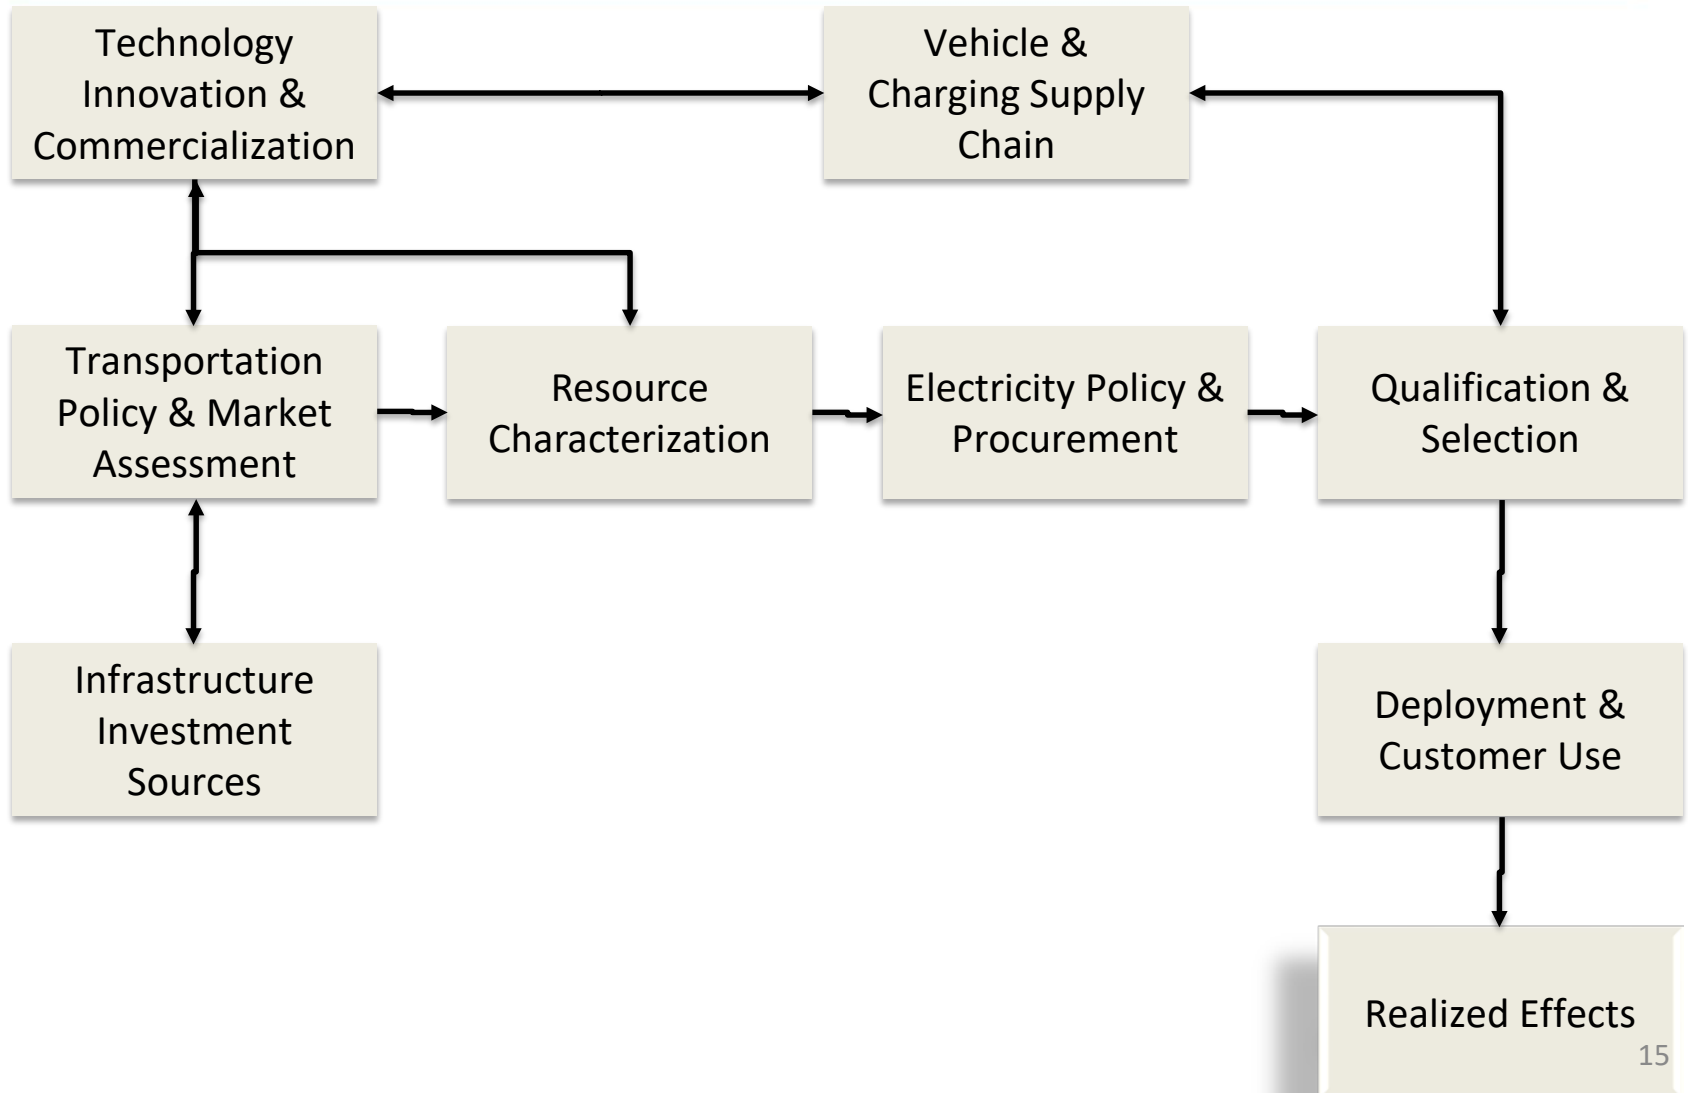 Technology
Innovation &
Commercialization
Vehicle &
Charging Supply
Chain
Transportation
Policy & Market
Assessment
Resource
Characterization
Electricity Policy &
Procurement
Qualification &
Selection
Infrastructure
Investment
Sources
Deployment &
Customer Use
Realized Effects
15